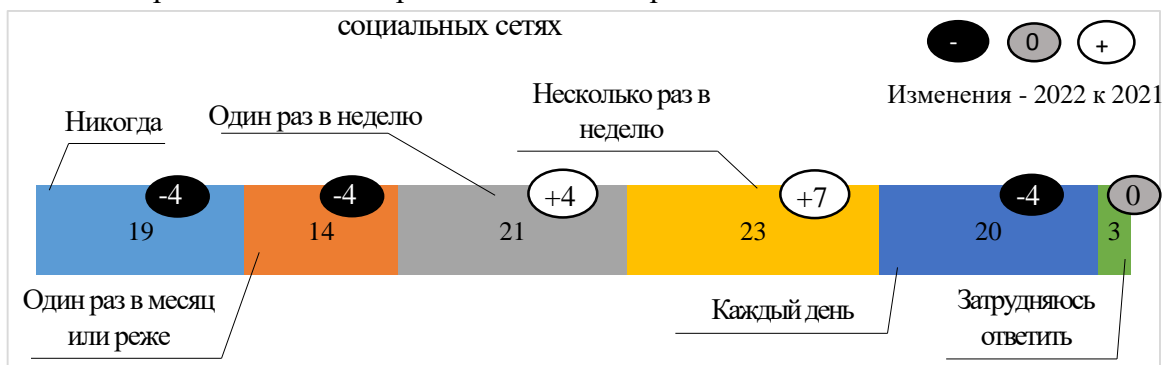 социальных сетях
- 0 +
Изменения - 2022 к 2021
Несколько раз в
неделю
Один раз в неделю
Никогда
-4 -4 +4 +7 -4 0
19 14 21 23 20 3
Один раз в месяц
или реже
Каждый день
Затрудняюсь
ответить